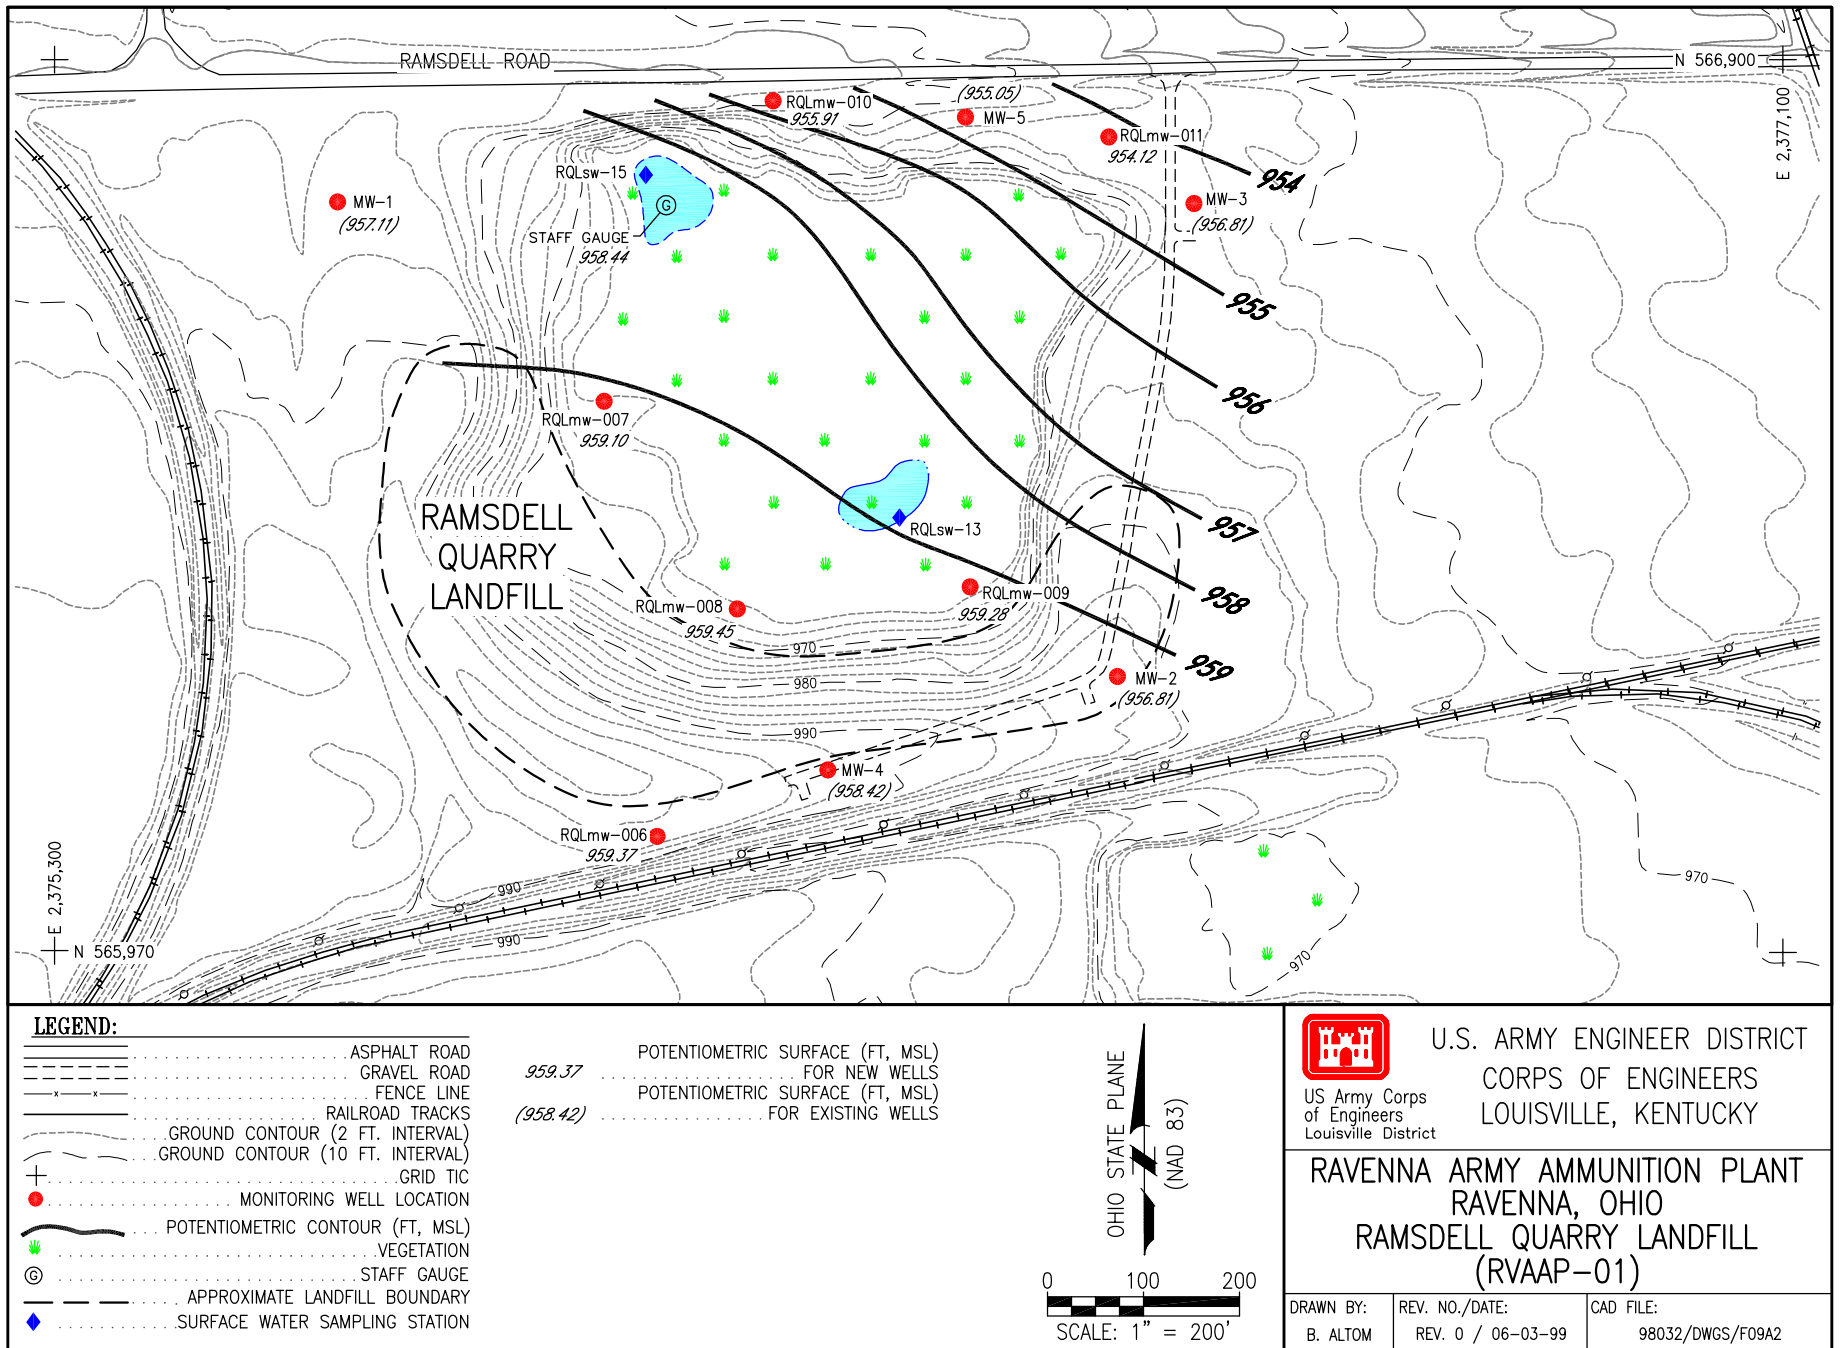 RAMSDELL ROAD
N 566,900
E 2,377,100
RQLmw-010
955.91
(955.05)
MW-5
RQLmw-011
954.12
954
RQLsw-15
MW-1
(957.11)
G
STAFF GAUGE
958.44
MW-3
(956.81)
955
956
RQLmw-007
959.10
RAMSDELL
QUARRY
LANDFILL
RQLsw-13
957
958
RQLmw-008
959.45
RQLmw-009
959.28
959
970
980
990
MW-2
(956.81)
MW-4
(958.42)
RQLmw-006
959.37
990
990
970
970
E 2,375,300
N 565,970
LEGEND:
ASPHALT ROAD
GRAVEL ROAD
x x FENCE LINE
RAILROAD TRACKS
GROUND CONTOUR (2 FT. INTERVAL)
GROUND CONTOUR (10 FT. INTERVAL)
GRID TIC
MONITORING WELL LOCATION
POTENTIOMETRIC CONTOUR (FT, MSL)
VEGETATION
G STAFF GAUGE
APPROXIMATE LANDFILL BOUNDARY
SURFACE WATER SAMPLING STATION
POTENTIOMETRIC SURFACE (FT, MSL)
959.37 FOR NEW WELLS
POTENTIOMETRIC SURFACE (FT, MSL)
(958.42) FOR EXISTING WELLS
OHIO STATE PLANE
(NAD 83)
0 100 200
SCALE: 1" = 200'
US Army Corps
of Engineers
Louisville District
U.S. ARMY ENGINEER DISTRICT
CORPS OF ENGINEERS
LOUISVILLE, KENTUCKY
RAVENNA ARMY AMMUNITION PLANT
RAVENNA, OHIO
RAMSDELL QUARRY LANDFILL
(RVAAP-01)
DRAWN BY:
B. ALTOM
REV. NO./DATE:
REV. 0 / 06-03-99
CAD FILE:
98032/DWGS/F09A2